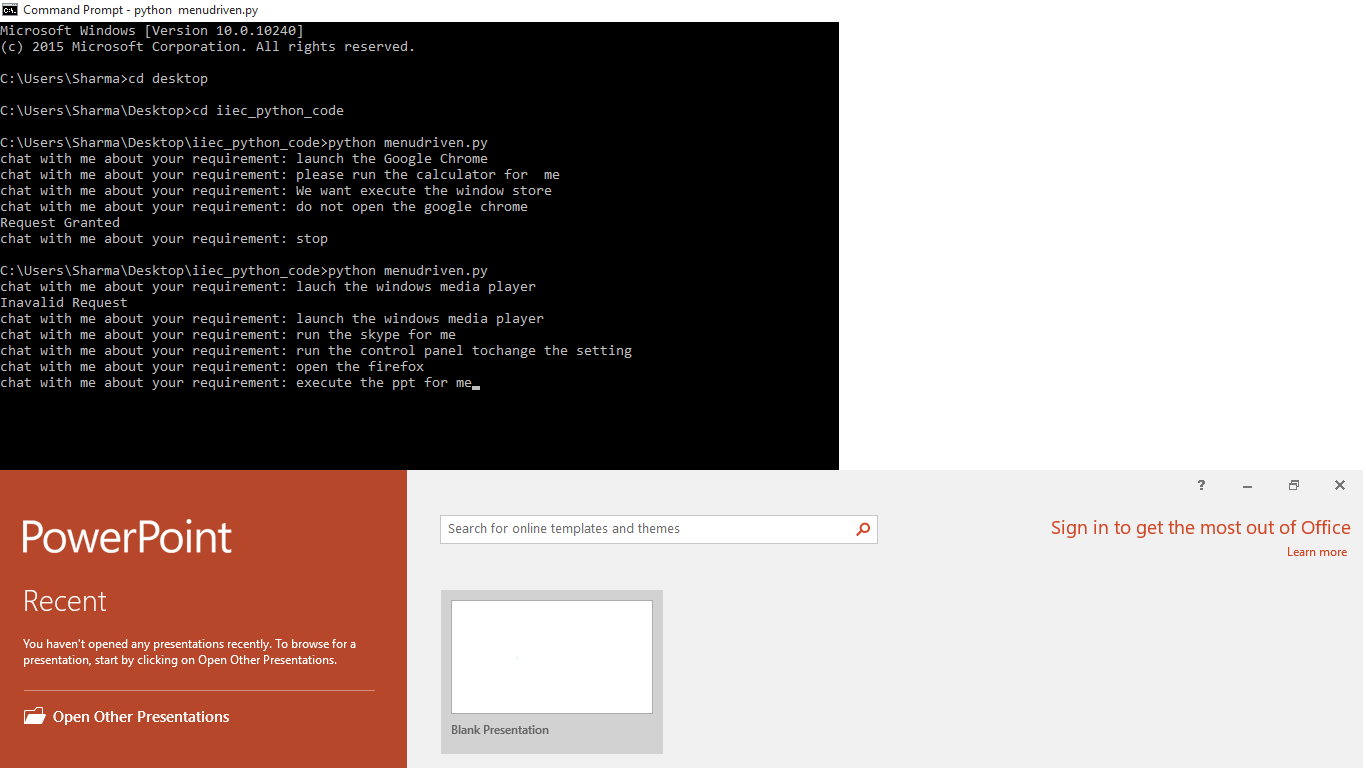 Command Prompt - python  menudriven.py
Microsoft Windows [Version 10.0.10240]
(c) 2015 Microsoft Corporation. All rights reserved.
C:\Users\Sharma>cd desktop
C:\Users\Sharma\Desktop>cd iiec_python_code
C:\Users\Sharma\Desktop\iiec_python_code>python menudriven.py
chat with me about your requirement: launch the Google Chrome
chat with me about your requirement: please run the calculator for  me
chat with me about your requirement: We want execute the window store
chat with me about your requirement: do not open the google chrome
Request Granted
chat with me about your requirement: stop
C:\Users\Sharma\Desktop\iiec_python_code>python menudriven.py
chat with me about your requirement: lauch the windows media player
Inavalid Request
chat with me about your requirement: launch the windows media player
chat with me about your requirement: run the skype for me
chat with me about your requirement: run the control panel tochange the setting
chat with me about your requirement: open the firefox
chat with me about your requirement: execute the ppt for me
PowerPoint
Recent
You haven't opened any presentations recently. To browse for a
presentation, start by clicking on Open Other Presentations.
Open Other Presentations
?
Search for online templates and themes
Sign in to get the most out of Office
Learn more
Blank Presentation